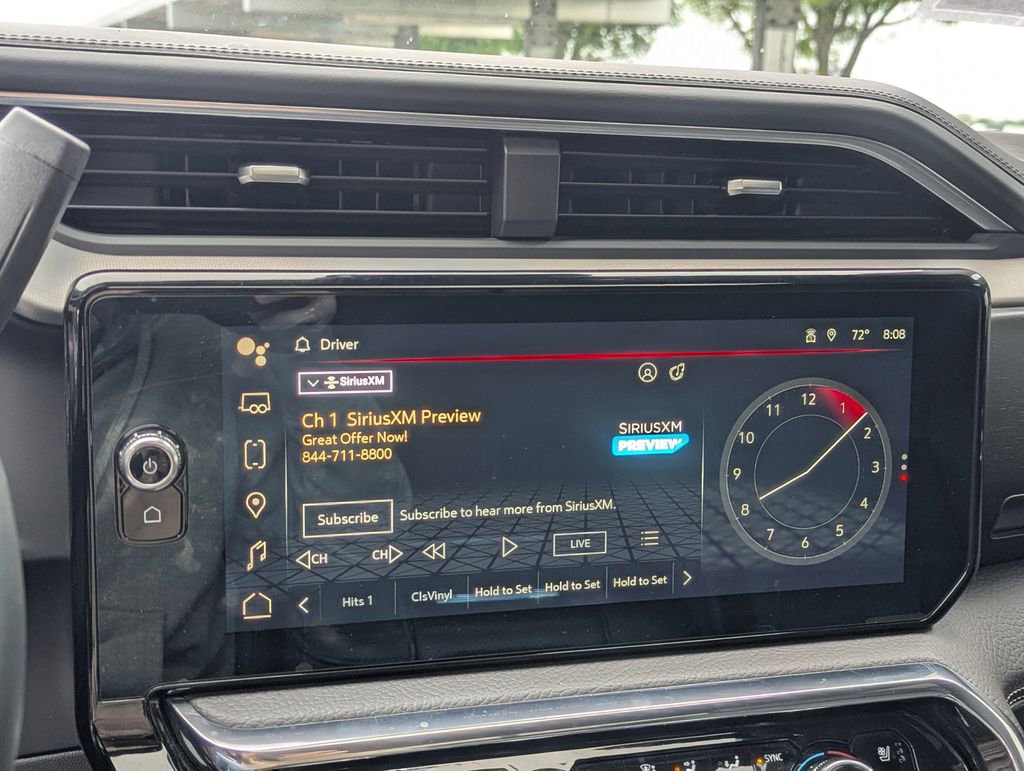 Driver
72° 8:08
SiriusXM
Ch 1 SiriusXM Preview
Great Offer Now!
844-711-8800
SIRIUSXM
PREVIEW
Subscribe
Subscribe to hear more from SiriusXM.
CH
CH
LIVE
Hits 1
ClsVinyl
Hold to Set
Hold to Set
Hold to Set
12
1
2
3
4
5
6
7
8
9
10
11
SYNC